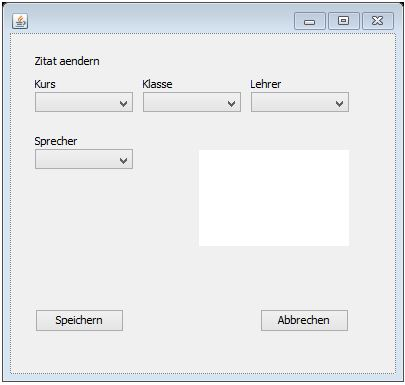 Zitat aendern
Kurs Klasse Lehrer
Sprecher
Speichern Abbrechen